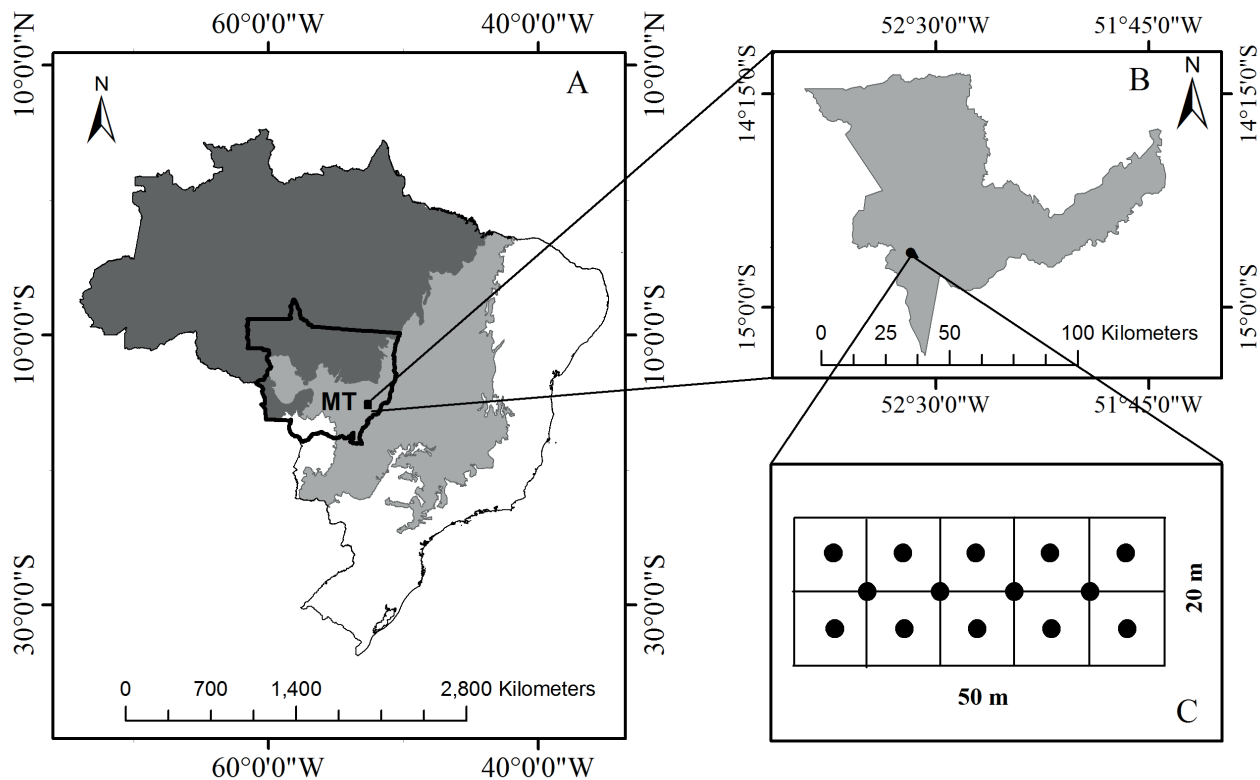 60°0'0"W 40°0'0"W
10°0'0"N
10°0'0"N
N
A
10°0'0"S
10°0'0"S
MT
30°0'0"S
30°0'0"S
0 700 1,400 2,800 Kilometers
60°0'0"W 40°0'0"W
52°30'0"W 51°45'0"W
14°15'0"S
14°15'0"S
B
N
15°0'0"S
15°0'0"S
0 25 50 100 Kilometers
52°30'0"W 51°45'0"W
20 m
50 m
C